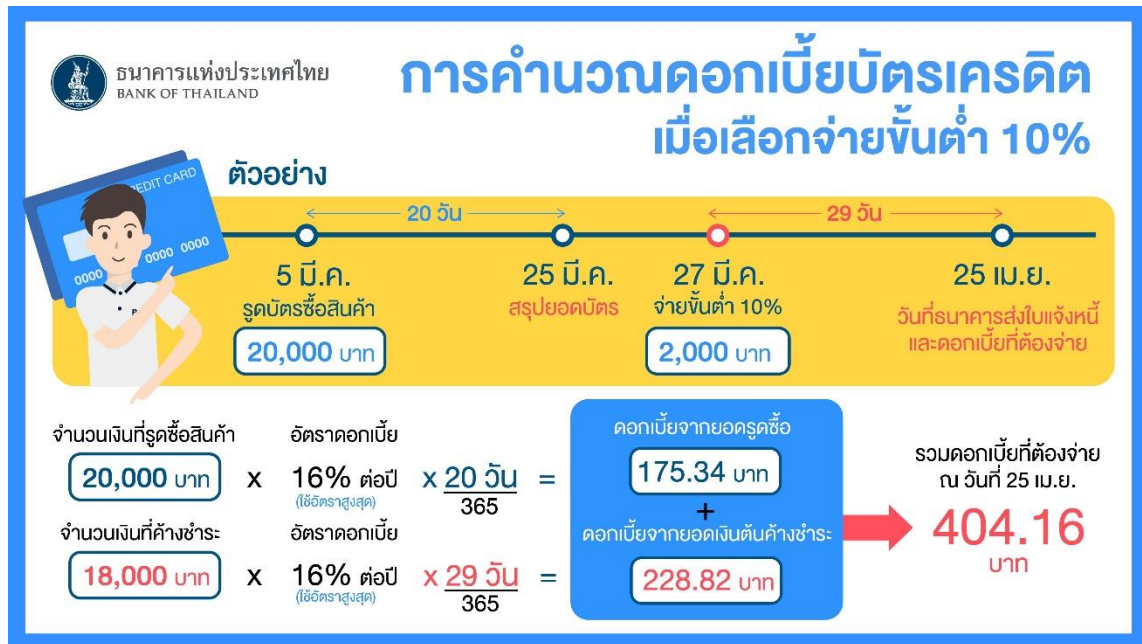 ธนาคารแห่งประเทศไทย
BANK OF THAILAND
การคำนวณดอกเบี้ยบัตรเครดิต
เมื่อเลือกจ่ายขั้นต่ำ 10%
ตัวอย่าง
CREDIT CARD
0000 0000 0000
20 วัน
29 วัน
5 มี.ค.
รูดบัตรซื้อสินค้า
20,000 บาท
25 มี.ค.
สรุปยอดบัตร
27 มี.ค.
จ่ายขั้นต่ำ 10%
2,000 บาท
25 เม.ย.
วันที่ธนาคารส่งใบแจ้งหนี้
และดอกเบี้ยที่ต้องจ่าย
จำนวนเงินที่รูดซื้อสินค้า
อัตราดอกเบี้ย
20,000 บาท x 16% ต่อปี x 20 วัน =
(ใช้อัตราสูงสุด)
365
จำนวนเงินที่ค้างชำระ
อัตราดอกเบี้ย
18,000 บาท x 16% ต่อปี x 29 วัน =
(ใช้อัตราสูงสุด)
365
ดอกเบี้ยจากยอดรูดซื้อ
175.34 บาท
+
ดอกเบี้ยจากยอดเงินต้นค้างชำระ
228.82 บาท
รวมดอกเบี้ยที่ต้องจ่าย
ณ วันที่ 25 เม.ย.
404.16
บาท